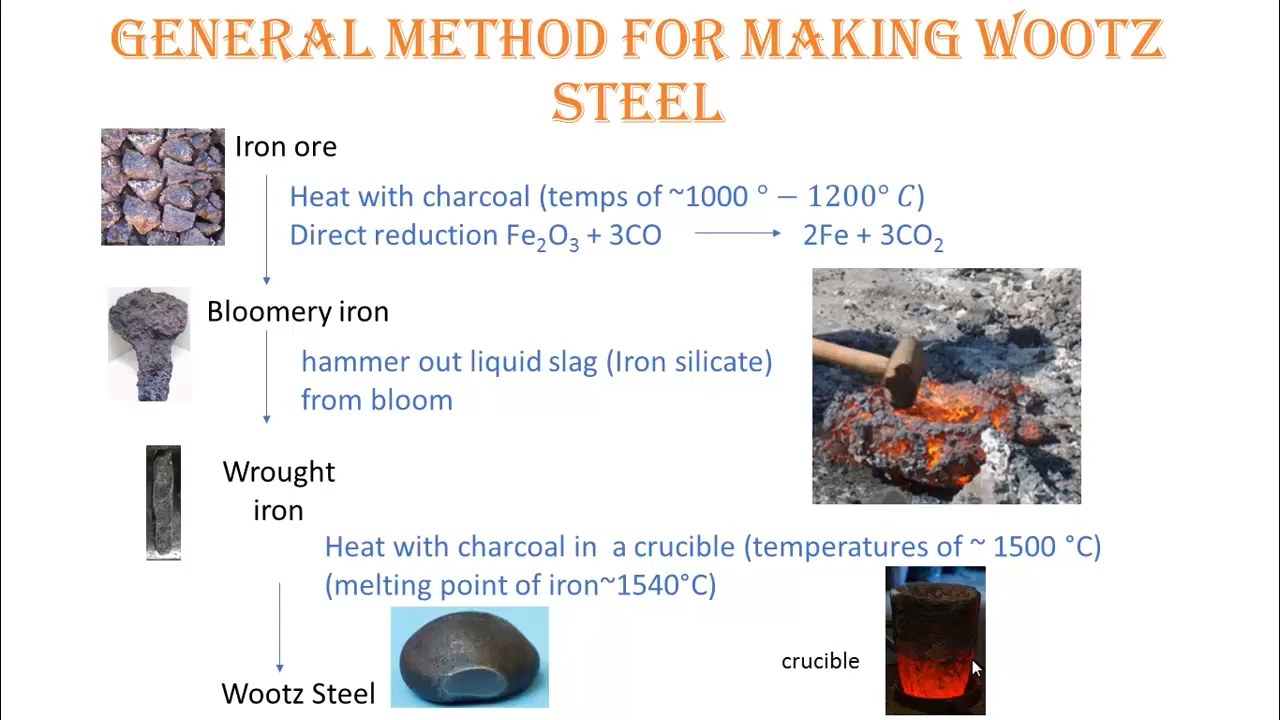 GENERAL METHOD FOR MAKING WOOTZ
STEEL
Iron ore
Heat with charcoal (temps of ~1000 ° − 1200° C)
Direct reduction Fe₂O₃ + 3CO ⟶ 2Fe + 3CO₂
Bloomery iron
hammer out liquid slag (Iron silicate)
from bloom
Wrought
iron
Heat with charcoal in a crucible (temperatures of ~ 1500 °C)
(melting point of iron~1540°C)
crucible
Wootz Steel